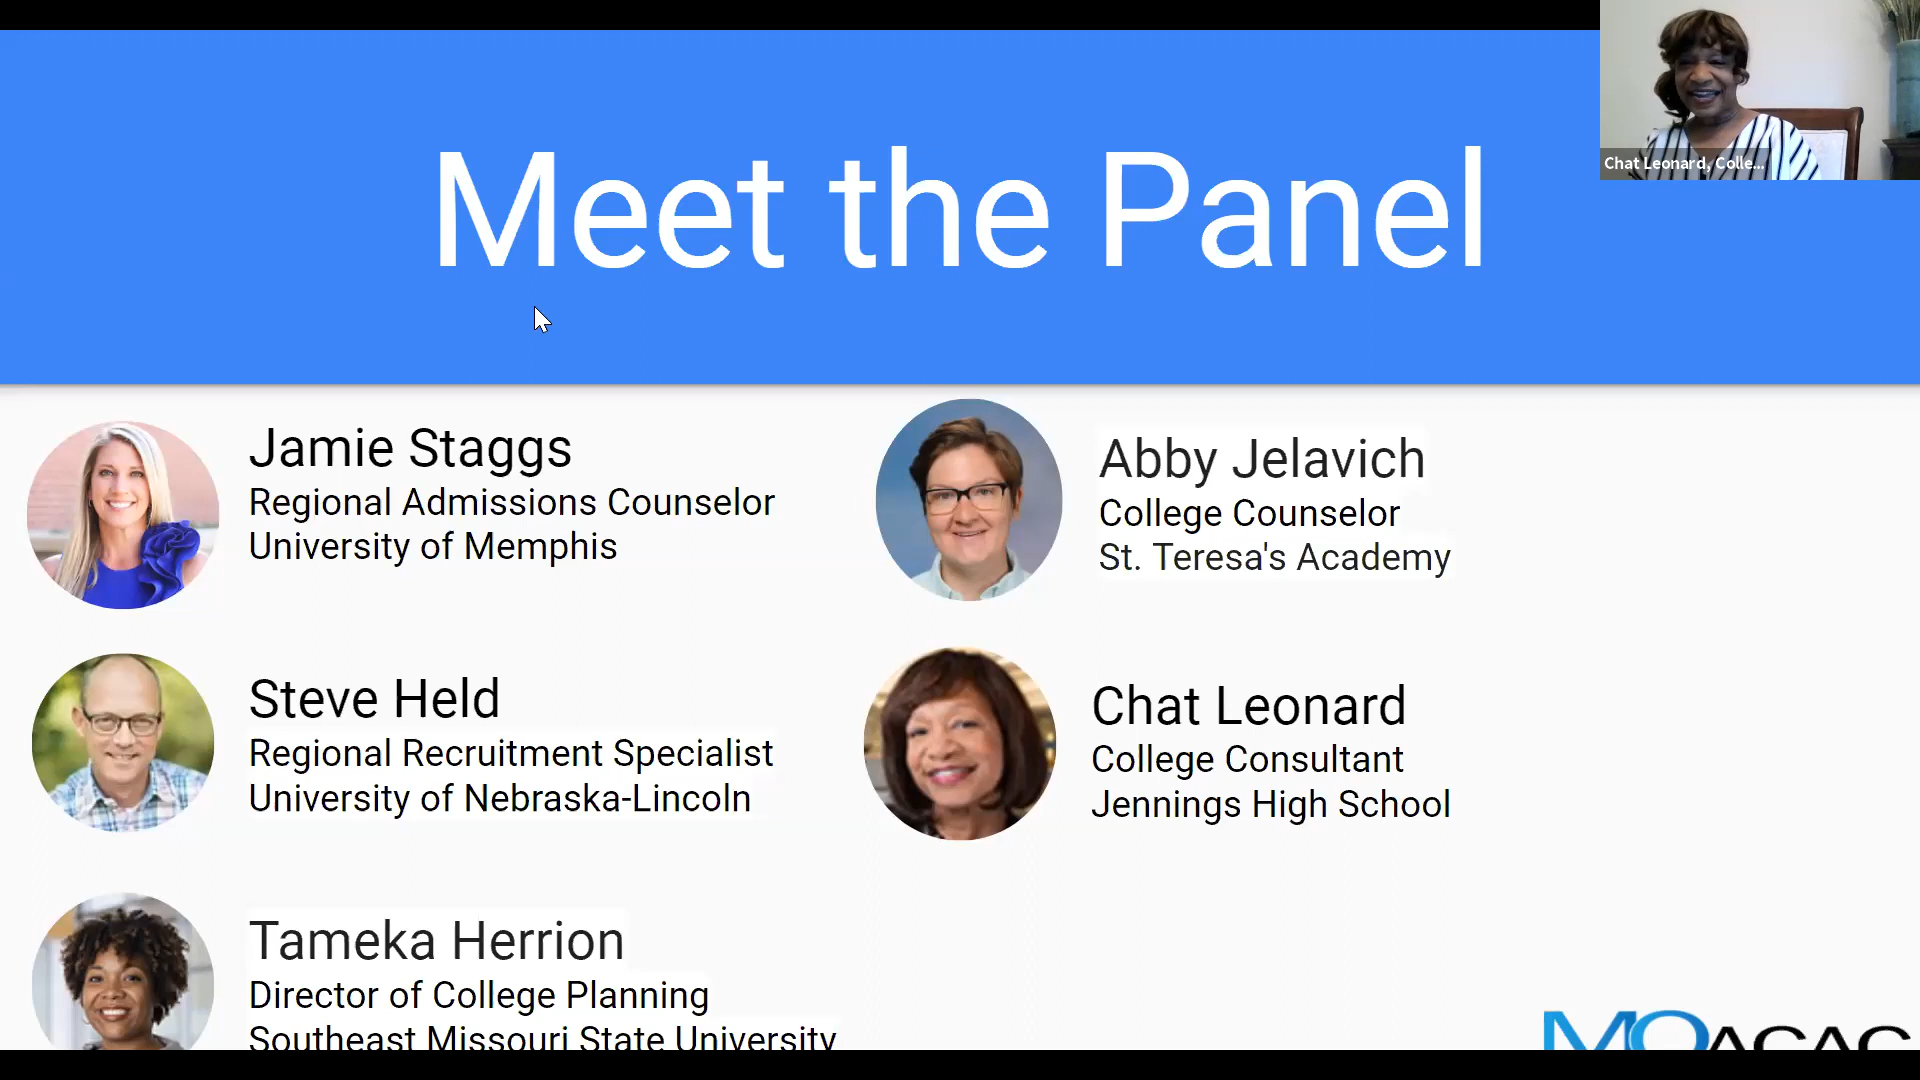 Meet the Panel
Chat Leonard, Colle...
Jamie Staggs
Regional Admissions Counselor
University of Memphis
Abby Jelavich
College Counselor
St. Teresa's Academy
Steve Held
Regional Recruitment Specialist
University of Nebraska-Lincoln
Chat Leonard
College Consultant
Jennings High School
Tameka Herrion
Director of College Planning
Southeast Missouri State University
MOACAC